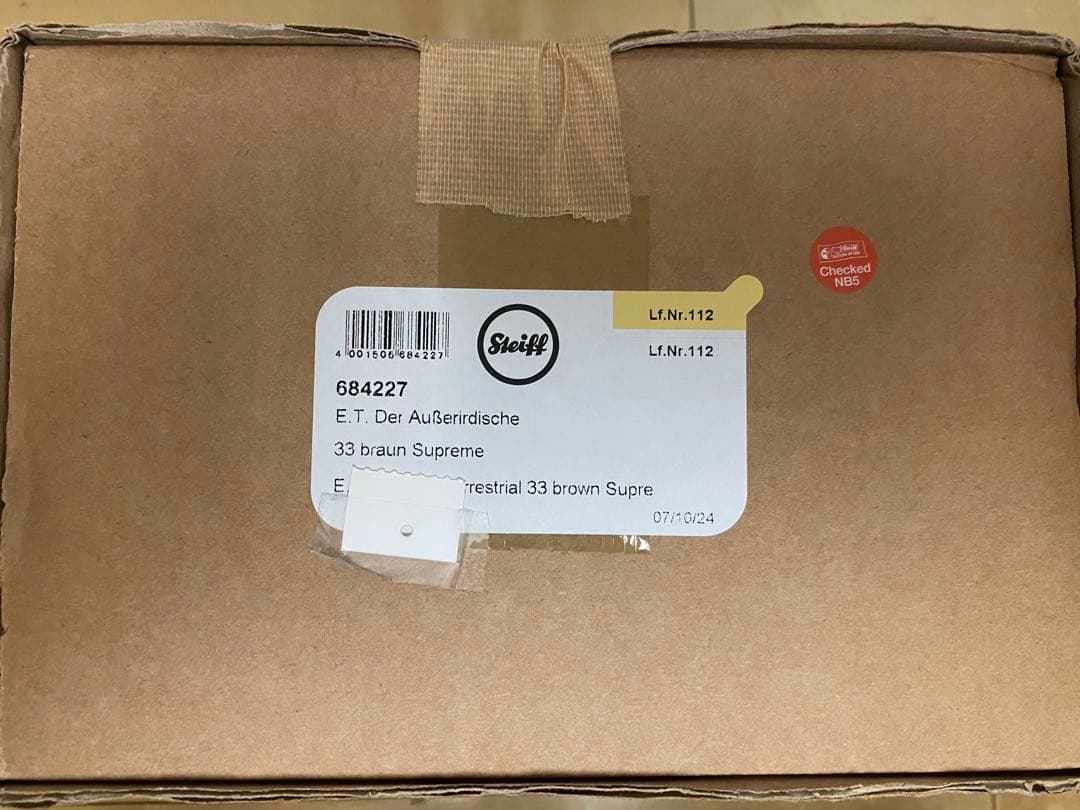 Steiff
Checked
NB5
Lf.Nr.112
Lf.Nr.112
Steiff
4 001505 684227
684227
E.T. Der Außerirdische
33 braun Supreme
E. rrestrial 33 brown Supre
07/10/24